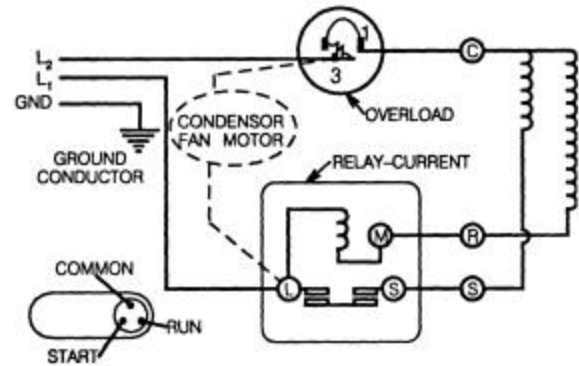 L2
L1
GND
GROUND
CONDUCTOR
1
3
OVERLOAD
C
CONDENSOR
FAN MOTOR
RELAY-CURRENT
M
R
L
S
S
COMMON
RUN
START